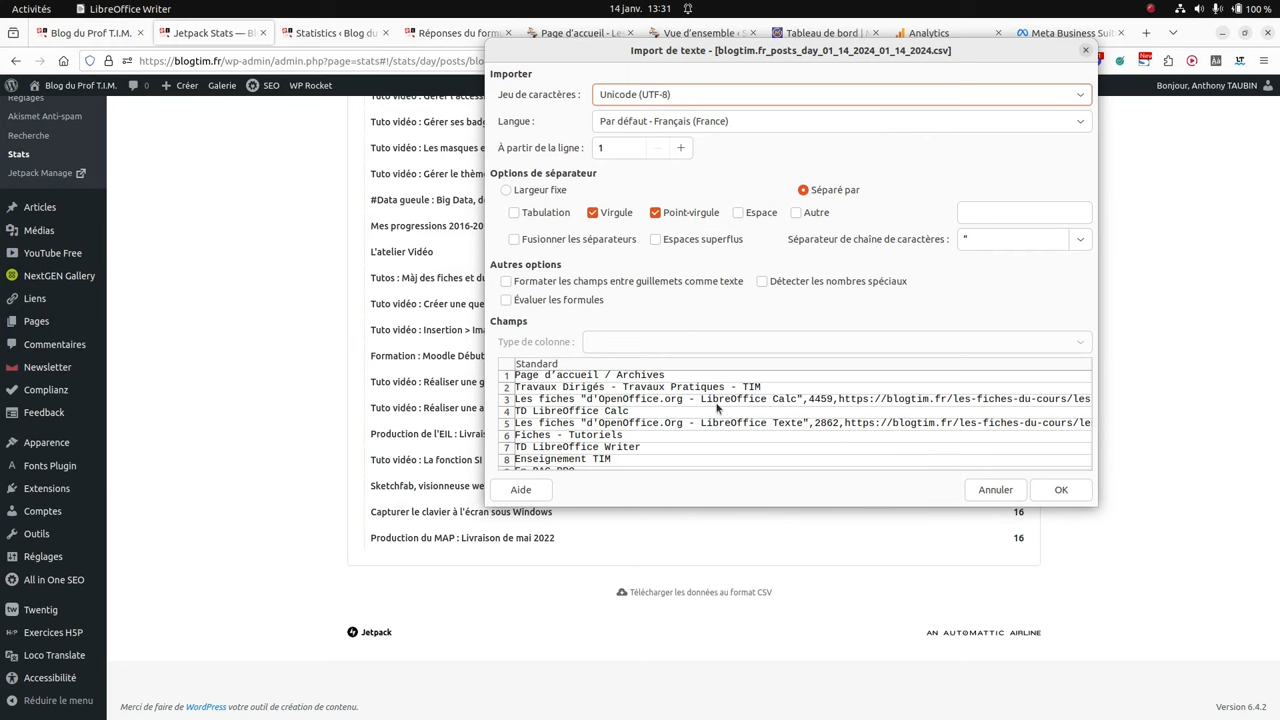 Activités
LibreOffice Writer
14 janv. 13:31
100 %
Blog du Prof T.I.M.
Jetpack Stats — Bl
Statistics ‹ Blog du
Réponses du formu
Page d'accueil - Les
Vue d'ensemble
Tableau de bord |
Analytics
Meta Business Suit
https://blogtim.fr/wp-admin/admin.php?page=stats#!/stats/day/posts/blo
Blog du Prof T.I.M.
0
Créer
Galerie
SEO
WP Rocket
Bonjour, Anthony TAUBIN
Réglages
Akismet Anti-spam
Recherche
Stats
Jetpack Manage
Articles
Médias
YouTube Free
NextGEN Gallery
Liens
Pages
Commentaires
Newsletter
Complianz
Feedback
Apparence
Fonts Plugin
Extensions
Comptes
Outils
Réglages
All in One SEO
Twentig
Exercices H5P
Loco Translate
Accessibilité
Réduire le menu
Tuto vidéo : Gérer l'access
Tuto vidéo : Gérer ses bad
Tuto vidéo : Les masques e
Tuto vidéo : Gérer le thèm
#Data gueule : Big Data, d
Mes progressions 2016-20
L'atelier Vidéo
Tutos : Màj des fiches et du
Tuto vidéo : Créer une que
Tuto vidéo : Insertion > Ima
Formation : Moodle Début
Tuto vidéo : Réaliser une g
Tuto vidéo : Réaliser une a
Production de l'EIL : Livrais
Tuto vidéo : La fonction SI
Sketchfab, visionneuse we
Capturer le clavier à l'écran sous Windows
16
Production du MAP : Livraison de mai 2022
16
Télécharger les données au format CSV
Jetpack
AN AUTOMATTIC AIRLINE
Merci de faire de WordPress votre outil de création de contenu.
Version 6.4.2
Import de texte - [blogtim.fr_posts_day_01_14_2024_01_14_2024.csv]
Importer
Jeu de caractères :
Unicode (UTF-8)
Langue :
Par défaut - Français (France)
À partir de la ligne :
1
Options de séparateur
Largeur fixe
Séparé par
Tabulation
Virgule
Point-virgule
Espace
Autre
Fusionner les séparateurs
Espaces superflus
Séparateur de chaîne de caractères :
"
Autres options
Formater les champs entre guillemets comme texte
Détecter les nombres spéciaux
Évaluer les formules
Champs
Type de colonne :
Standard
1 Page d'accueil / Archives
2 Travaux Dirigés - Travaux Pratiques - TIM
3 Les fiches "d'OpenOffice.org - LibreOffice Calc",4459,https://blogtim.fr/les-fiches-du-cours/les
4 TD LibreOffice Calc
5 Les fiches "d'OpenOffice.Org - LibreOffice Texte",2862,https://blogtim.fr/les-fiches-du-cours/le
6 Fiches - Tutoriels
7 TD LibreOffice Writer
8 Enseignement TIM
Aide
Annuler
OK